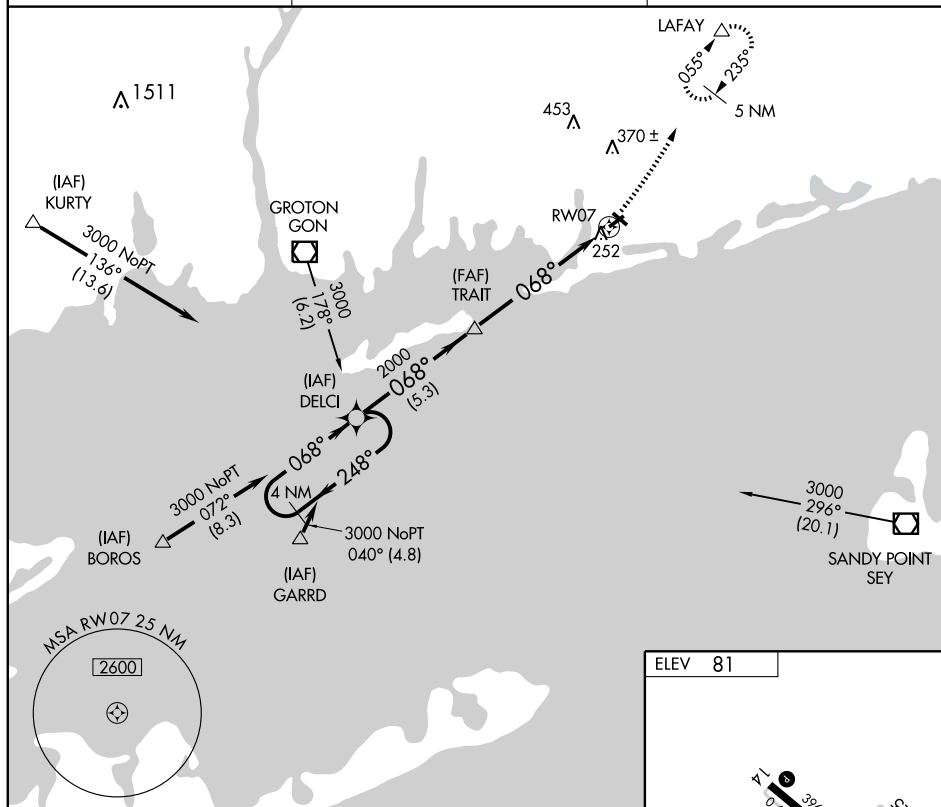 LAFAY
055°
235°
5 NM
1511
453
370 ±
(IAF)
KURTY
3000 NoPT
136°
(13.6)
GROTON
GON
3000
178°
(6.2)
RW07
252
(FAF)
TRAIT
068°
2000
068°
(5.3)
(IAF)
DELCI
068°
248°
4 NM
3000 NoPT
072°
(8.3)
(IAF)
BOROS
3000 NoPT
040° (4.8)
(IAF)
GARRD
3000
296°
(20.1)
SANDY POINT
SEY
MSA RW07 25 NM
2600
ELEV 81
14
P